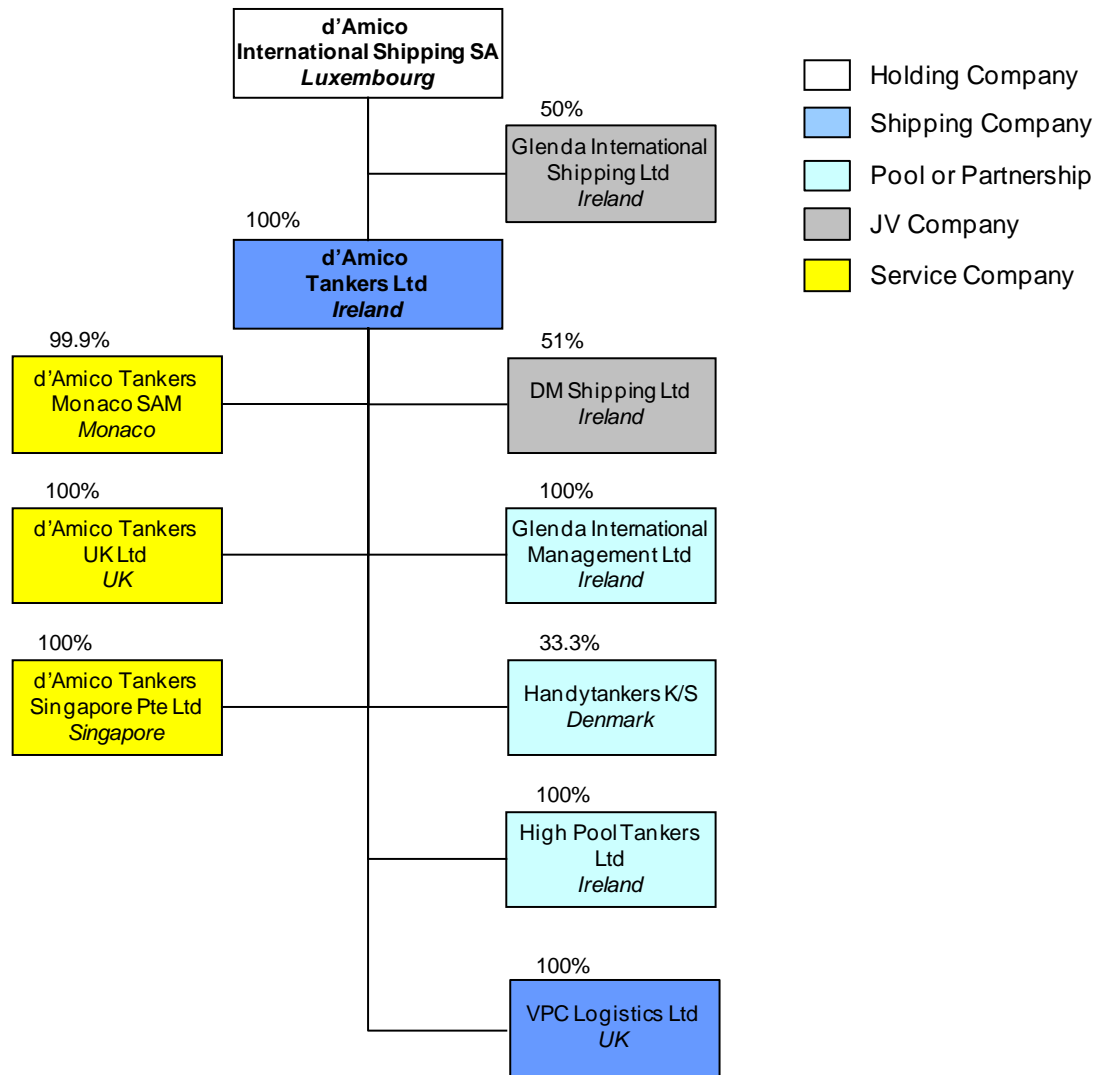 d'Amico
International Shipping SA
Luxembourg
Holding Company
Shipping Company
Pool or Partnership
JV Company
Service Company
50%
Glenda International
Shipping Ltd
Ireland
100%
d'Amico
Tankers Ltd
Ireland
99.9%
d'Amico Tankers
Monaco SAM
Monaco
51%
DM Shipping Ltd
Ireland
100%
d'Amico Tankers
UK Ltd
UK
100%
Glenda International
Management Ltd
Ireland
100%
d'Amico Tankers
Singapore Pte Ltd
Singapore
33.3%
Handytankers K/S
Denmark
100%
High Pool Tankers
Ltd
Ireland
100%
VPC Logistics Ltd
UK